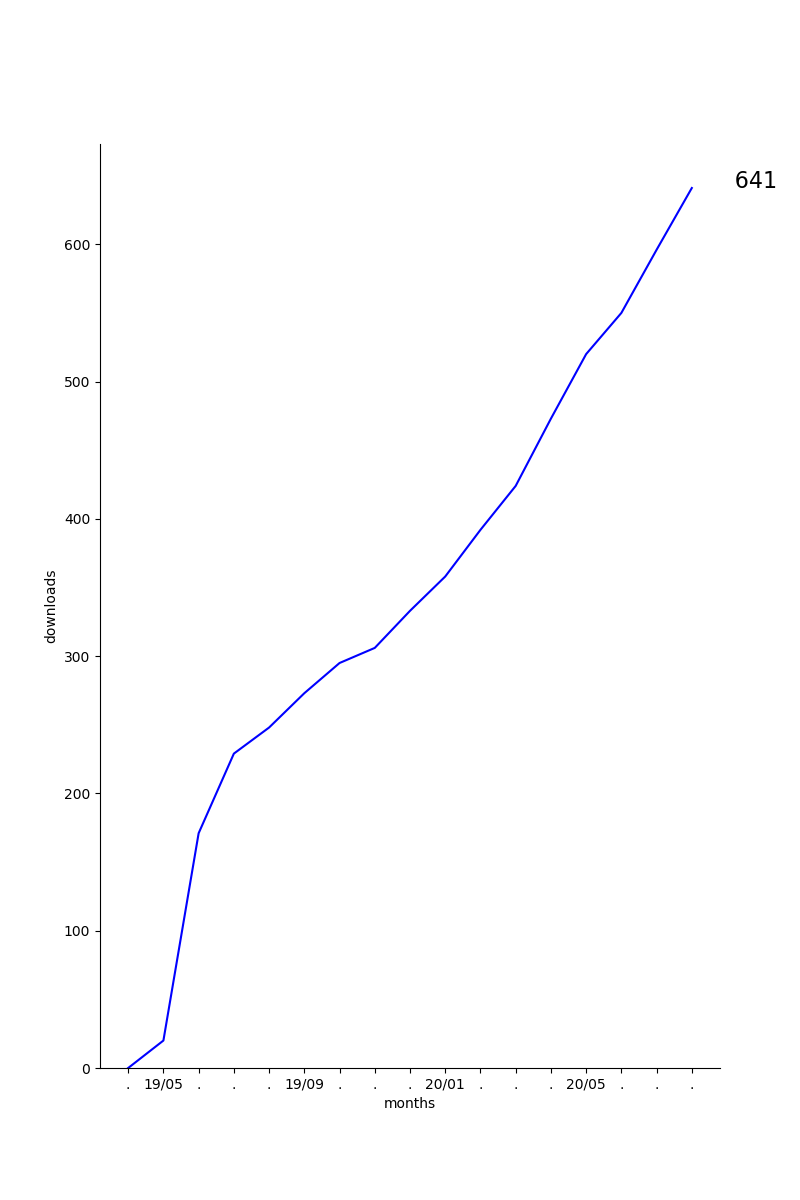 641
600
500
400
300
200
100
0
downloads
. 19/05 . . . 19/09 . . . 20/01 . . . 20/05 . . .
months